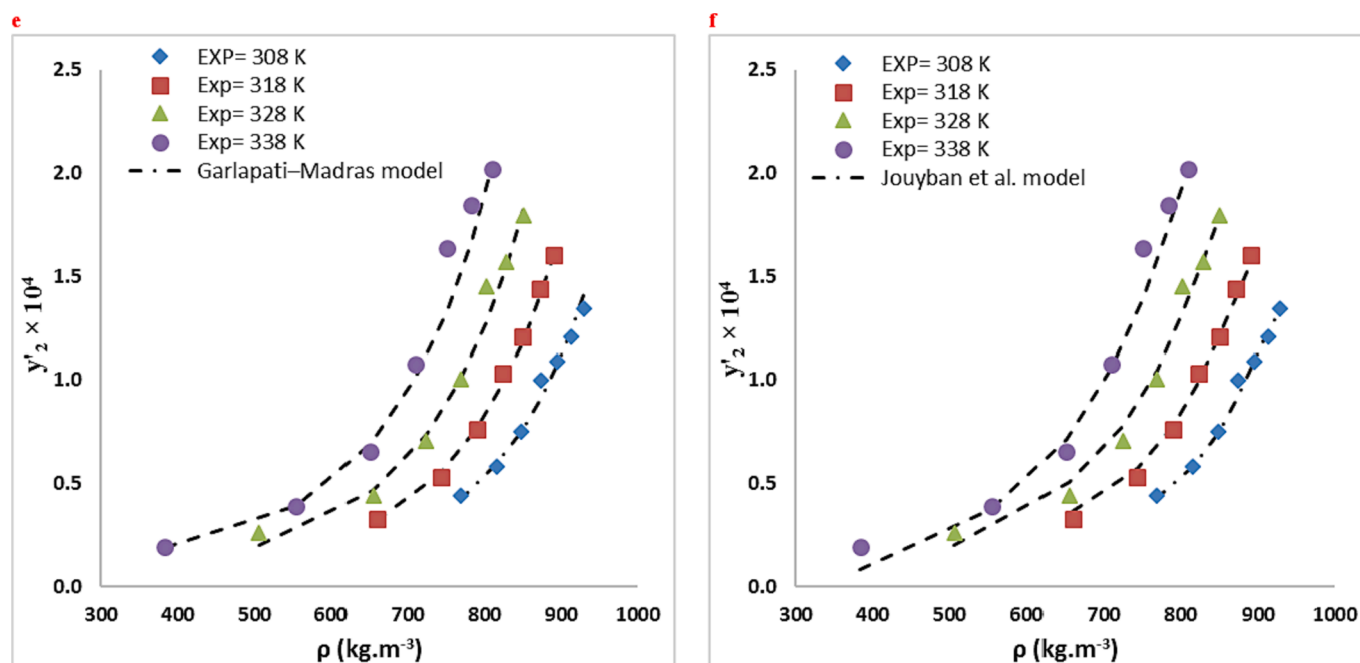 e
EXP= 308 K
Exp= 318 K
Exp= 328 K
Exp= 338 K
Garlapati–Madras model
2.5
2.0
1.5
1.0
0.5
0.0
y'₂ × 10⁴
300 400 500 600 700 800 900 1000
ρ (kg.m⁻³)
f
EXP= 308 K
Exp= 318 K
Exp= 328 K
Exp= 338 K
Jouyban et al. model
2.5
2.0
1.5
1.0
0.5
0.0
y'₂ × 10⁴
300 400 500 600 700 800 900 1000
ρ (kg.m⁻³)